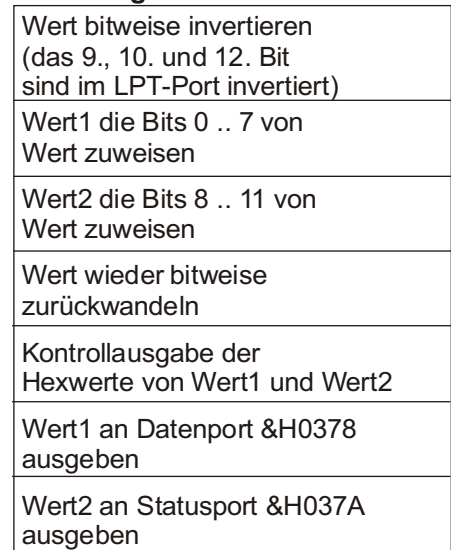 Wert bitweise invertieren
(das 9., 10. und 12. Bit
sind im LPT-Port invertiert)
Wert1 die Bits 0 .. 7 von
Wert zuweisen
Wert2 die Bits 8 .. 11 von
Wert zuweisen
Wert wieder bitweise
zurückwandeln
Kontrollausgabe der
Hexwerte von Wert1 und Wert2
Wert1 an Datenport &H0378
ausgeben
Wert2 an Statusport &H037A
ausgeben